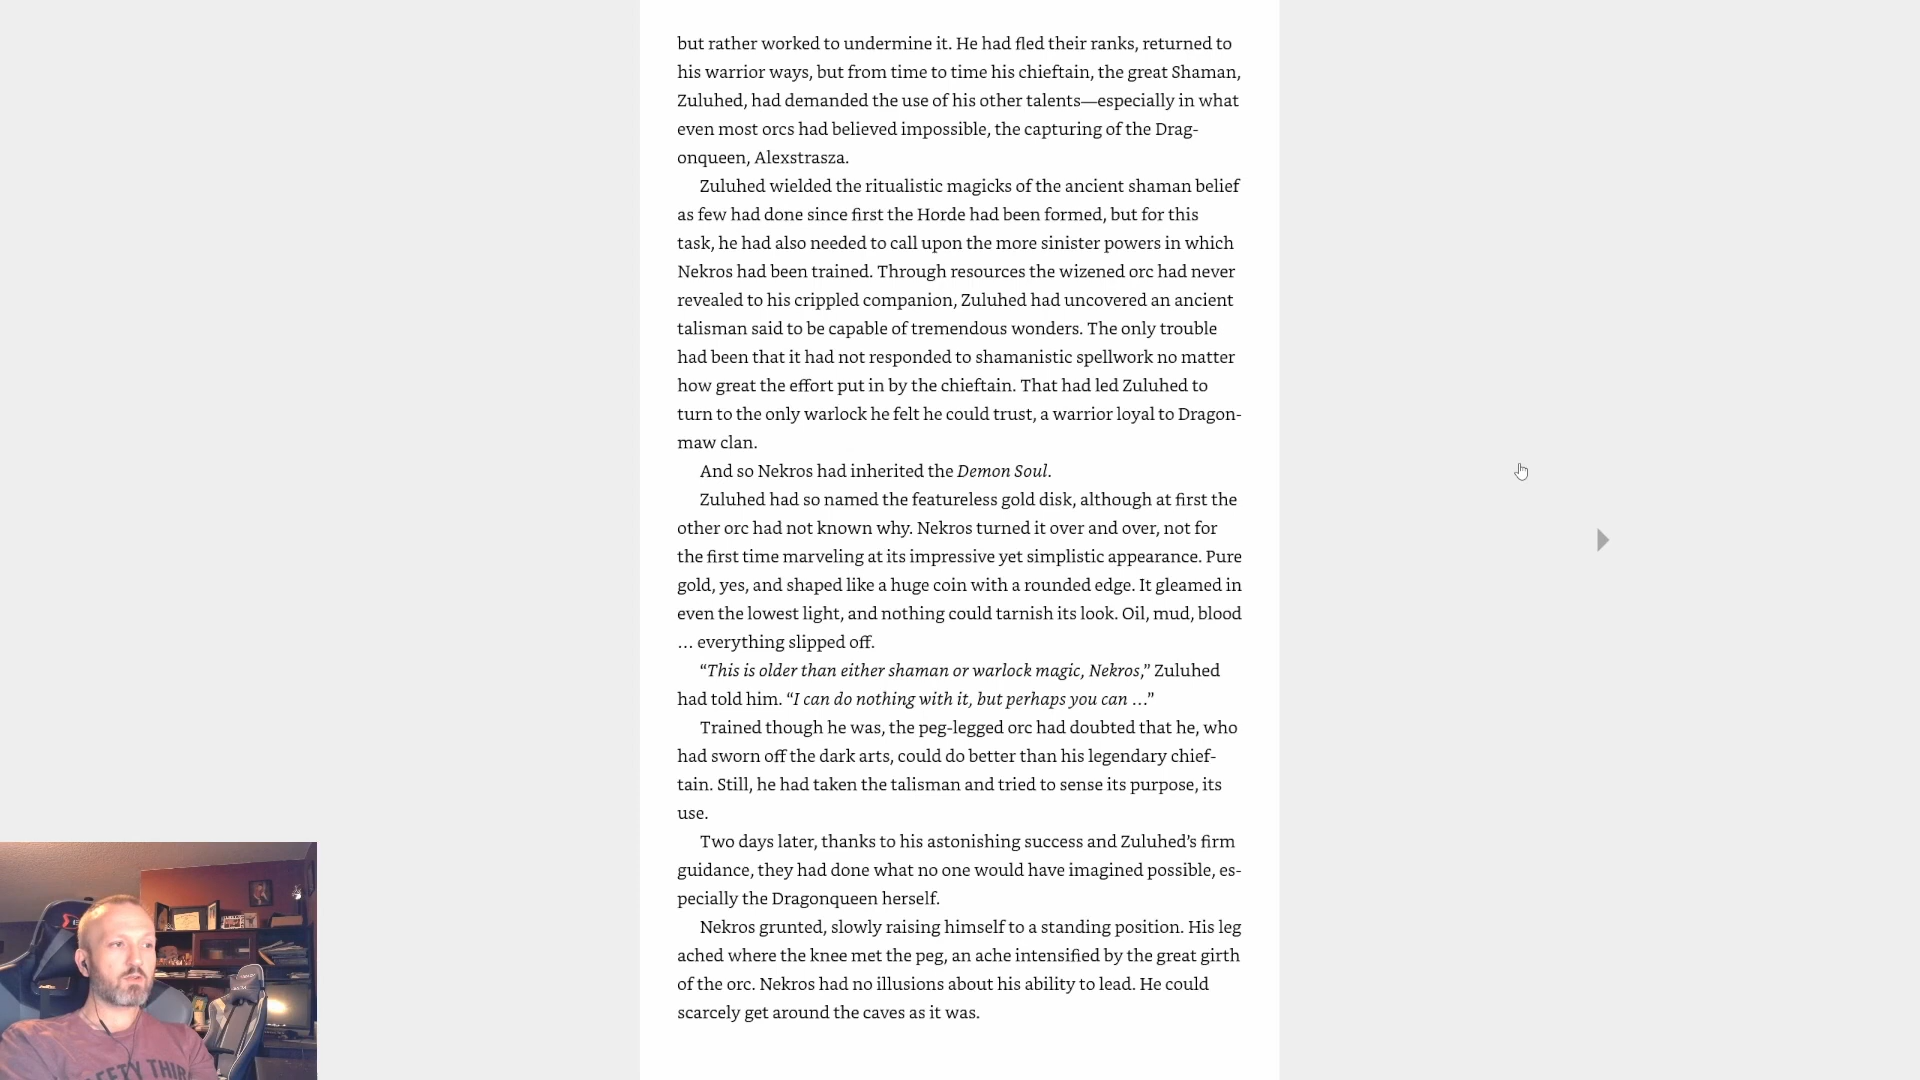 but rather worked to undermine it. He had fled their ranks, returned to
his warrior ways, but from time to time his chieftain, the great Shaman,
Zuluhed, had demanded the use of his other talents—especially in what
even most orcs had believed impossible, the capturing of the Drag-
onqueen, Alexstrasza.
Zuluhed wielded the ritualistic magicks of the ancient shaman belief
as few had done since first the Horde had been formed, but for this
task, he had also needed to call upon the more sinister powers in which
Nekros had been trained. Through resources the wizened orc had never
revealed to his crippled companion, Zuluhed had uncovered an ancient
talisman said to be capable of tremendous wonders. The only trouble
had been that it had not responded to shamanistic spellwork no matter
how great the effort put in by the chieftain. That had led Zuluhed to
turn to the only warlock he felt he could trust, a warrior loyal to Dragon-
maw clan.
And so Nekros had inherited the Demon Soul.
Zuluhed had so named the featureless gold disk, although at first the
other orc had not known why. Nekros turned it over and over, not for
the first time marveling at its impressive yet simplistic appearance. Pure
gold, yes, and shaped like a huge coin with a rounded edge. It gleamed in
even the lowest light, and nothing could tarnish its look. Oil, mud, blood
… everything slipped off.
“This is older than either shaman or warlock magic, Nekros,” Zuluhed
had told him. “I can do nothing with it, but perhaps you can …”
Trained though he was, the peg-legged orc had doubted that he, who
had sworn off the dark arts, could do better than his legendary chief-
tain. Still, he had taken the talisman and tried to sense its purpose, its
use.
Two days later, thanks to his astonishing success and Zuluhed’s firm
guidance, they had done what no one would have imagined possible, es-
pecially the Dragonqueen herself.
Nekros grunted, slowly raising himself to a standing position. His leg
ached where the knee met the peg, an ache intensified by the great girth
of the orc. Nekros had no illusions about his ability to lead. He could
scarcely get around the caves as it was.